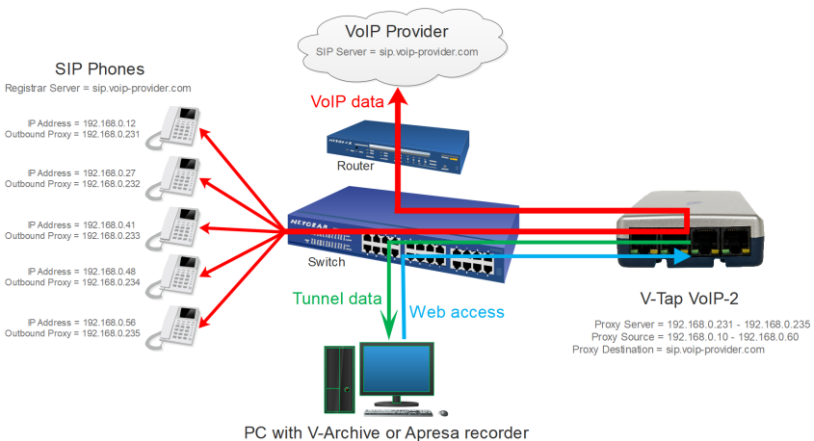 VoIP Provider
SIP Server = sip.voip-provider.com
SIP Phones
Registrar Server = sip.voip-provider.com
VoIP data
IP Address = 192.168.0.12
Outbound Proxy = 192.168.0.231
NETGEAR
Router
IP Address = 192.168.0.27
Outbound Proxy = 192.168.0.232
IP Address = 192.168.0.41
Outbound Proxy = 192.168.0.233
NETGEAR
Switch
IP Address = 192.168.0.48
Outbound Proxy = 192.168.0.234
IP Address = 192.168.0.56
Outbound Proxy = 192.168.0.235
Tunnel data
Web access
V-Tap VoIP-2
Proxy Server = 192.168.0.231 - 192.168.0.235
Proxy Source = 192.168.0.10 - 192.168.0.60
Proxy Destination = sip.voip-provider.com
PC with V-Archive or Apresa recorder